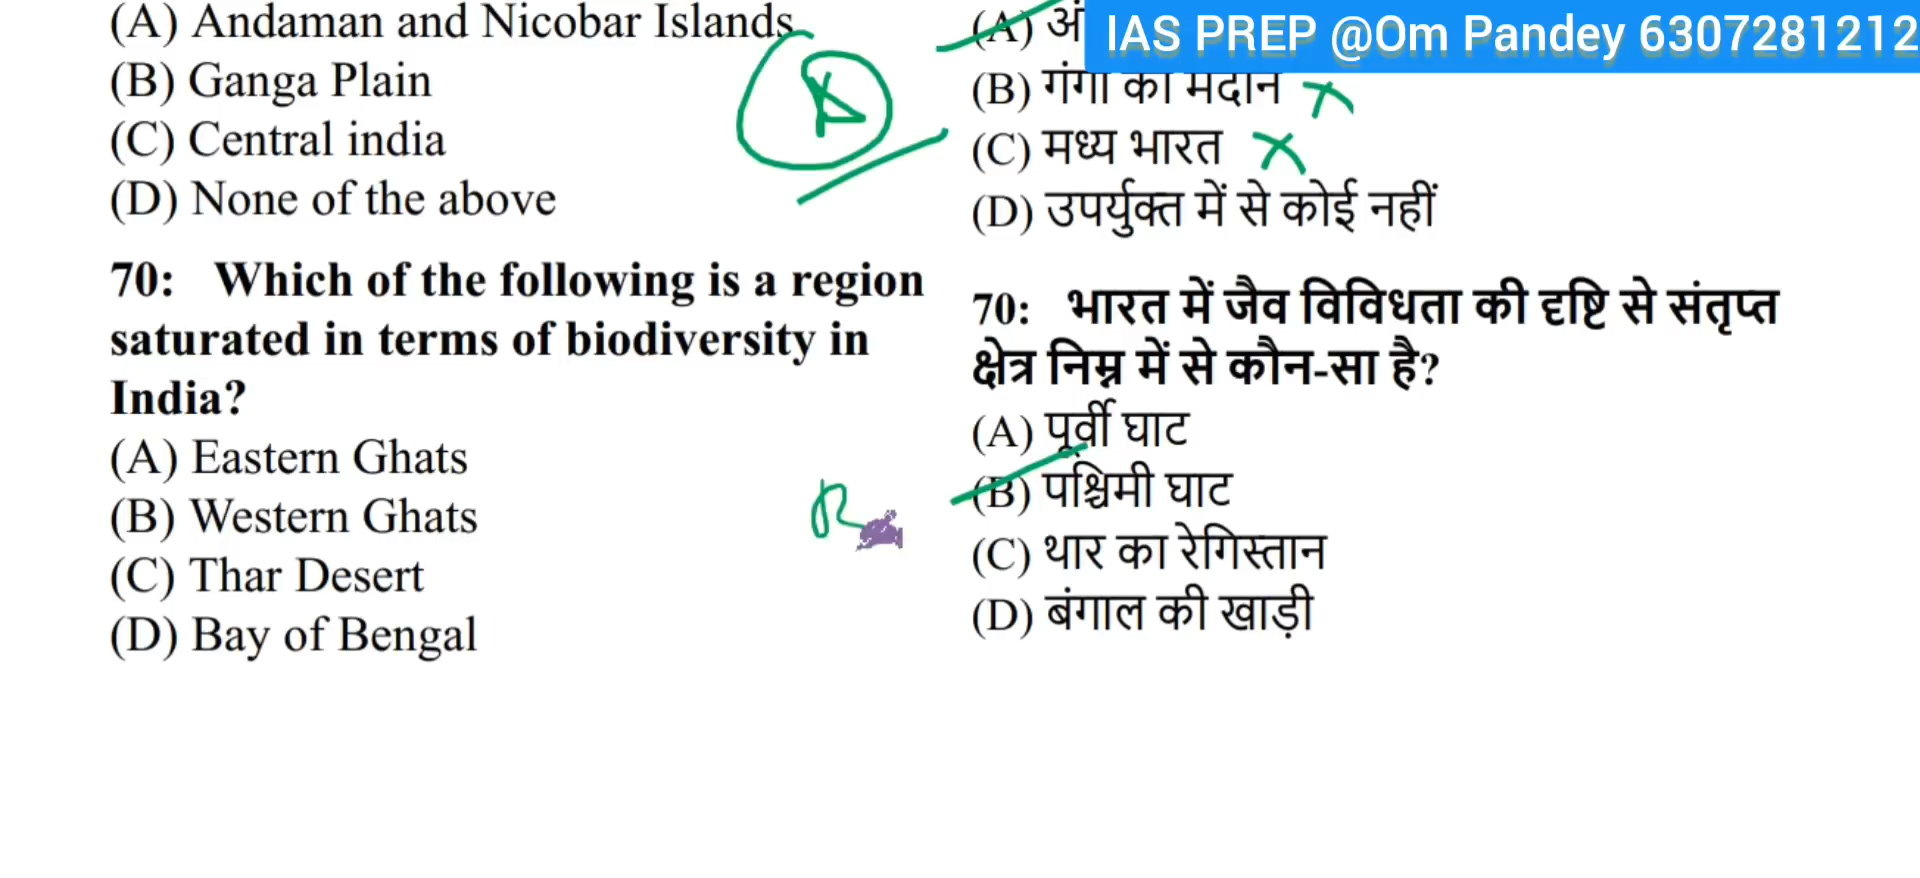 (A) Andaman and Nicobar Islands
(B) Ganga Plain
(C) Central india
(D) None of the above
70: Which of the following is a region
saturated in terms of biodiversity in
India?
(A) Eastern Ghats
(B) Western Ghats
(C) Thar Desert
(D) Bay of Bengal
IAS PREP @Om Pandey 6307281212
(A) अं
(B) गंगा का मैदान
(C) मध्य भारत
(D) उपर्युक्त में से कोई नहीं
70: भारत में जैव विविधता की दृष्टि से संतृप्त
क्षेत्र निम्न में से कौन-सा है?
(A) पूर्वी घाट
(B) पश्चिमी घाट
(C) थार का रेगिस्तान
(D) बंगाल की खाड़ी